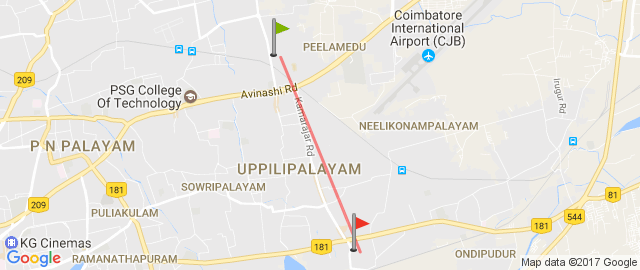 Coimbatore
International
Airport (CJB)
PEELAMEDU
209
PSG College
Of Technology
Avinashi Rd
Kamarajar Rd
Irugur Rd
NEELIKONAMPALAYAM
P N PALAYAM
UPPILIPALAYAM
181
SOWRIPALAYAM
81
209
PULIAKULAM
544
181
181
KG Cinemas
RAMANATHAPURAM
ONDIPUDUR
Google
Map data ©2017 Google